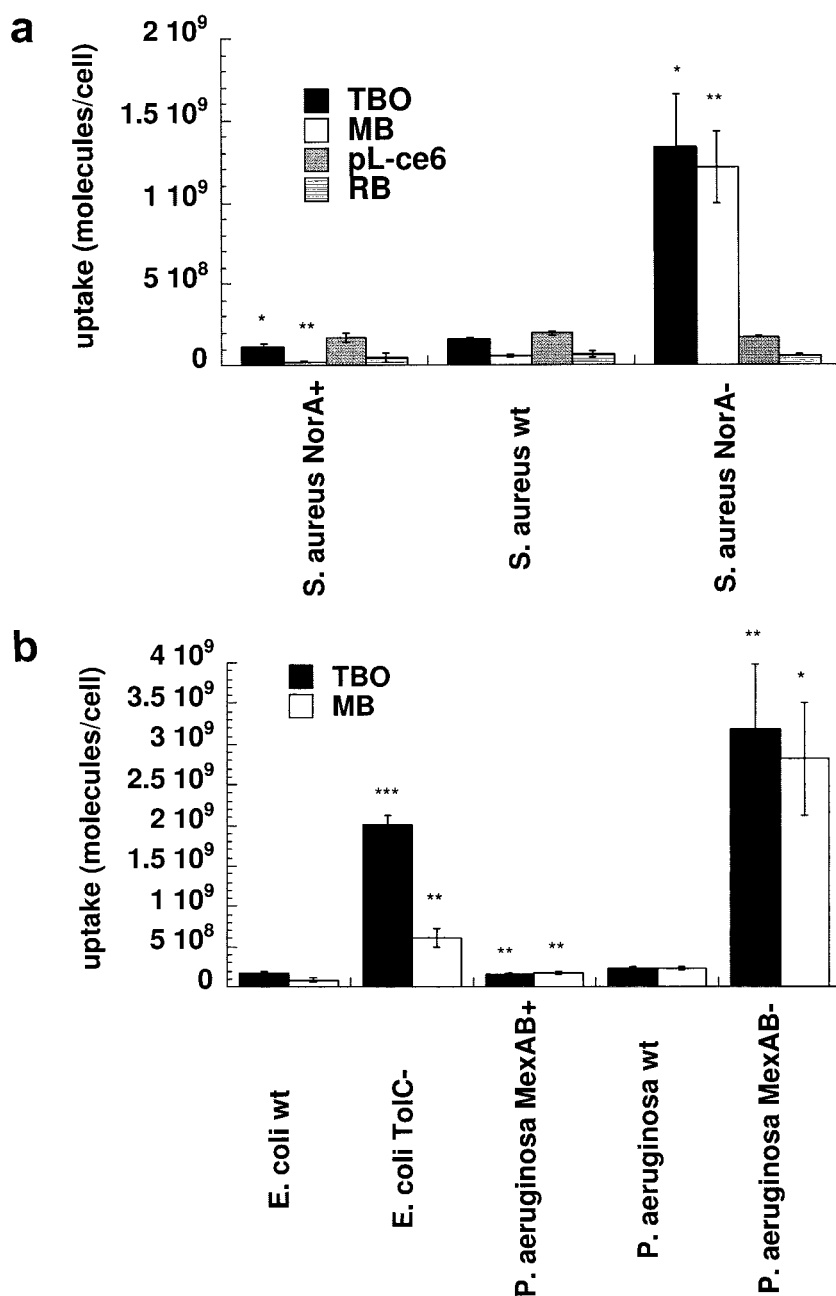 a
uptake (molecules/cell)
2 10⁹
1.5 10⁹
1 10⁹
5 10⁸
0
TBO
MB
pL-ce6
RB
*
**
*
**
S. aureus NorA+
S. aureus wt
S. aureus NorA-
b
uptake (molecules/cell)
4 10⁹
3.5 10⁹
3 10⁹
2.5 10⁹
2 10⁹
1.5 10⁹
1 10⁹
5 10⁸
0
TBO
MB
***
**
**
**
**
*
E. coli wt
E. coli TolC-
P. aeruginosa MexAB+
P. aeruginosa wt
P. aeruginosa MexAB-